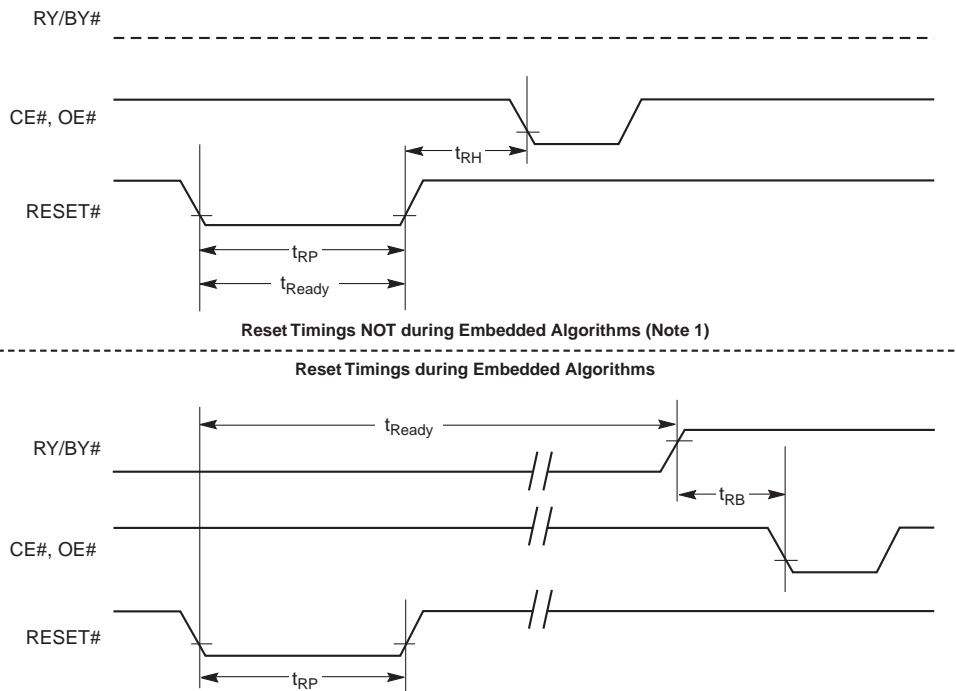 RY/BY#
CE#, OE#
tRH
RESET#
tRP
tReady
Reset Timings NOT during Embedded Algorithms (Note 1)
Reset Timings during Embedded Algorithms
tReady
RY/BY#
tRB
CE#, OE#
RESET#
tRP